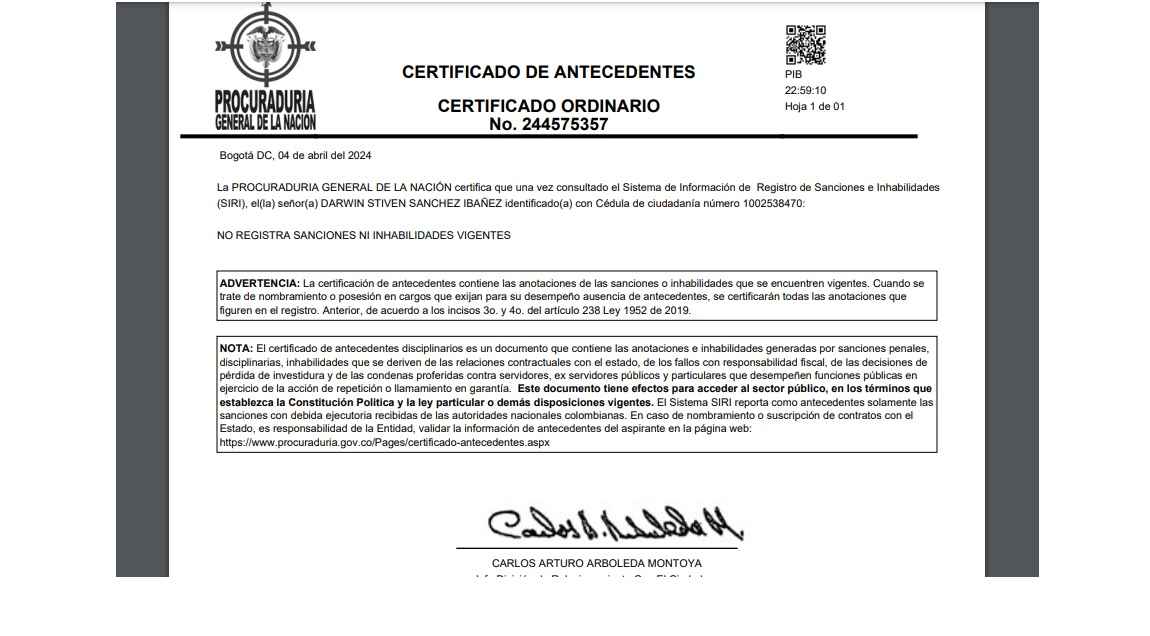 PROCURADURIA
GENERAL DE LA NACION
CERTIFICADO DE ANTECEDENTES
CERTIFICADO ORDINARIO
No. 244575357
PIB
22:59:10
Hoja 1 de 01
Bogotá DC, 04 de abril del 2024
La PROCURADURIA GENERAL DE LA NACIÓN certifica que una vez consultado el Sistema de Información de Registro de Sanciones e Inhabilidades
(SIRI), el(la) señor(a) DARWIN STIVEN SANCHEZ IBAÑEZ identificado(a) con Cédula de ciudadanía número 1002538470:
NO REGISTRA SANCIONES NI INHABILIDADES VIGENTES
ADVERTENCIA: La certificación de antecedentes contiene las anotaciones de las sanciones o inhabilidades que se encuentren vigentes. Cuando se
trate de nombramiento o posesión en cargos que exijan para su desempeño ausencia de antecedentes, se certificarán todas las anotaciones que
figuren en el registro. Anterior, de acuerdo a los incisos 3o. y 4o. del artículo 238 Ley 1952 de 2019.
NOTA: El certificado de antecedentes disciplinarios es un documento que contiene las anotaciones e inhabilidades generadas por sanciones penales,
disciplinarias, inhabilidades que se deriven de las relaciones contractuales con el estado, de los fallos con responsabilidad fiscal, de las decisiones de
pérdida de investidura y de las condenas proferidas contra servidores, ex servidores públicos y particulares que desempeñen funciones públicas en
ejercicio de la acción de repetición o llamamiento en garantía. Este documento tiene efectos para acceder al sector público, en los términos que
establezca la Constitución Politica y la ley particular o demás disposiciones vigentes. El Sistema SIRI reporta como antecedentes solamente las
sanciones con debida ejecutoria recibidas de las autoridades nacionales colombianas. En caso de nombramiento o suscripción de contratos con el
Estado, es responsabilidad de la Entidad, validar la información de antecedentes del aspirante en la página web:
https://www.procuraduria.gov.co/Pages/certificado-antecedentes.aspx
CARLOS ARTURO ARBOLEDA MONTOYA